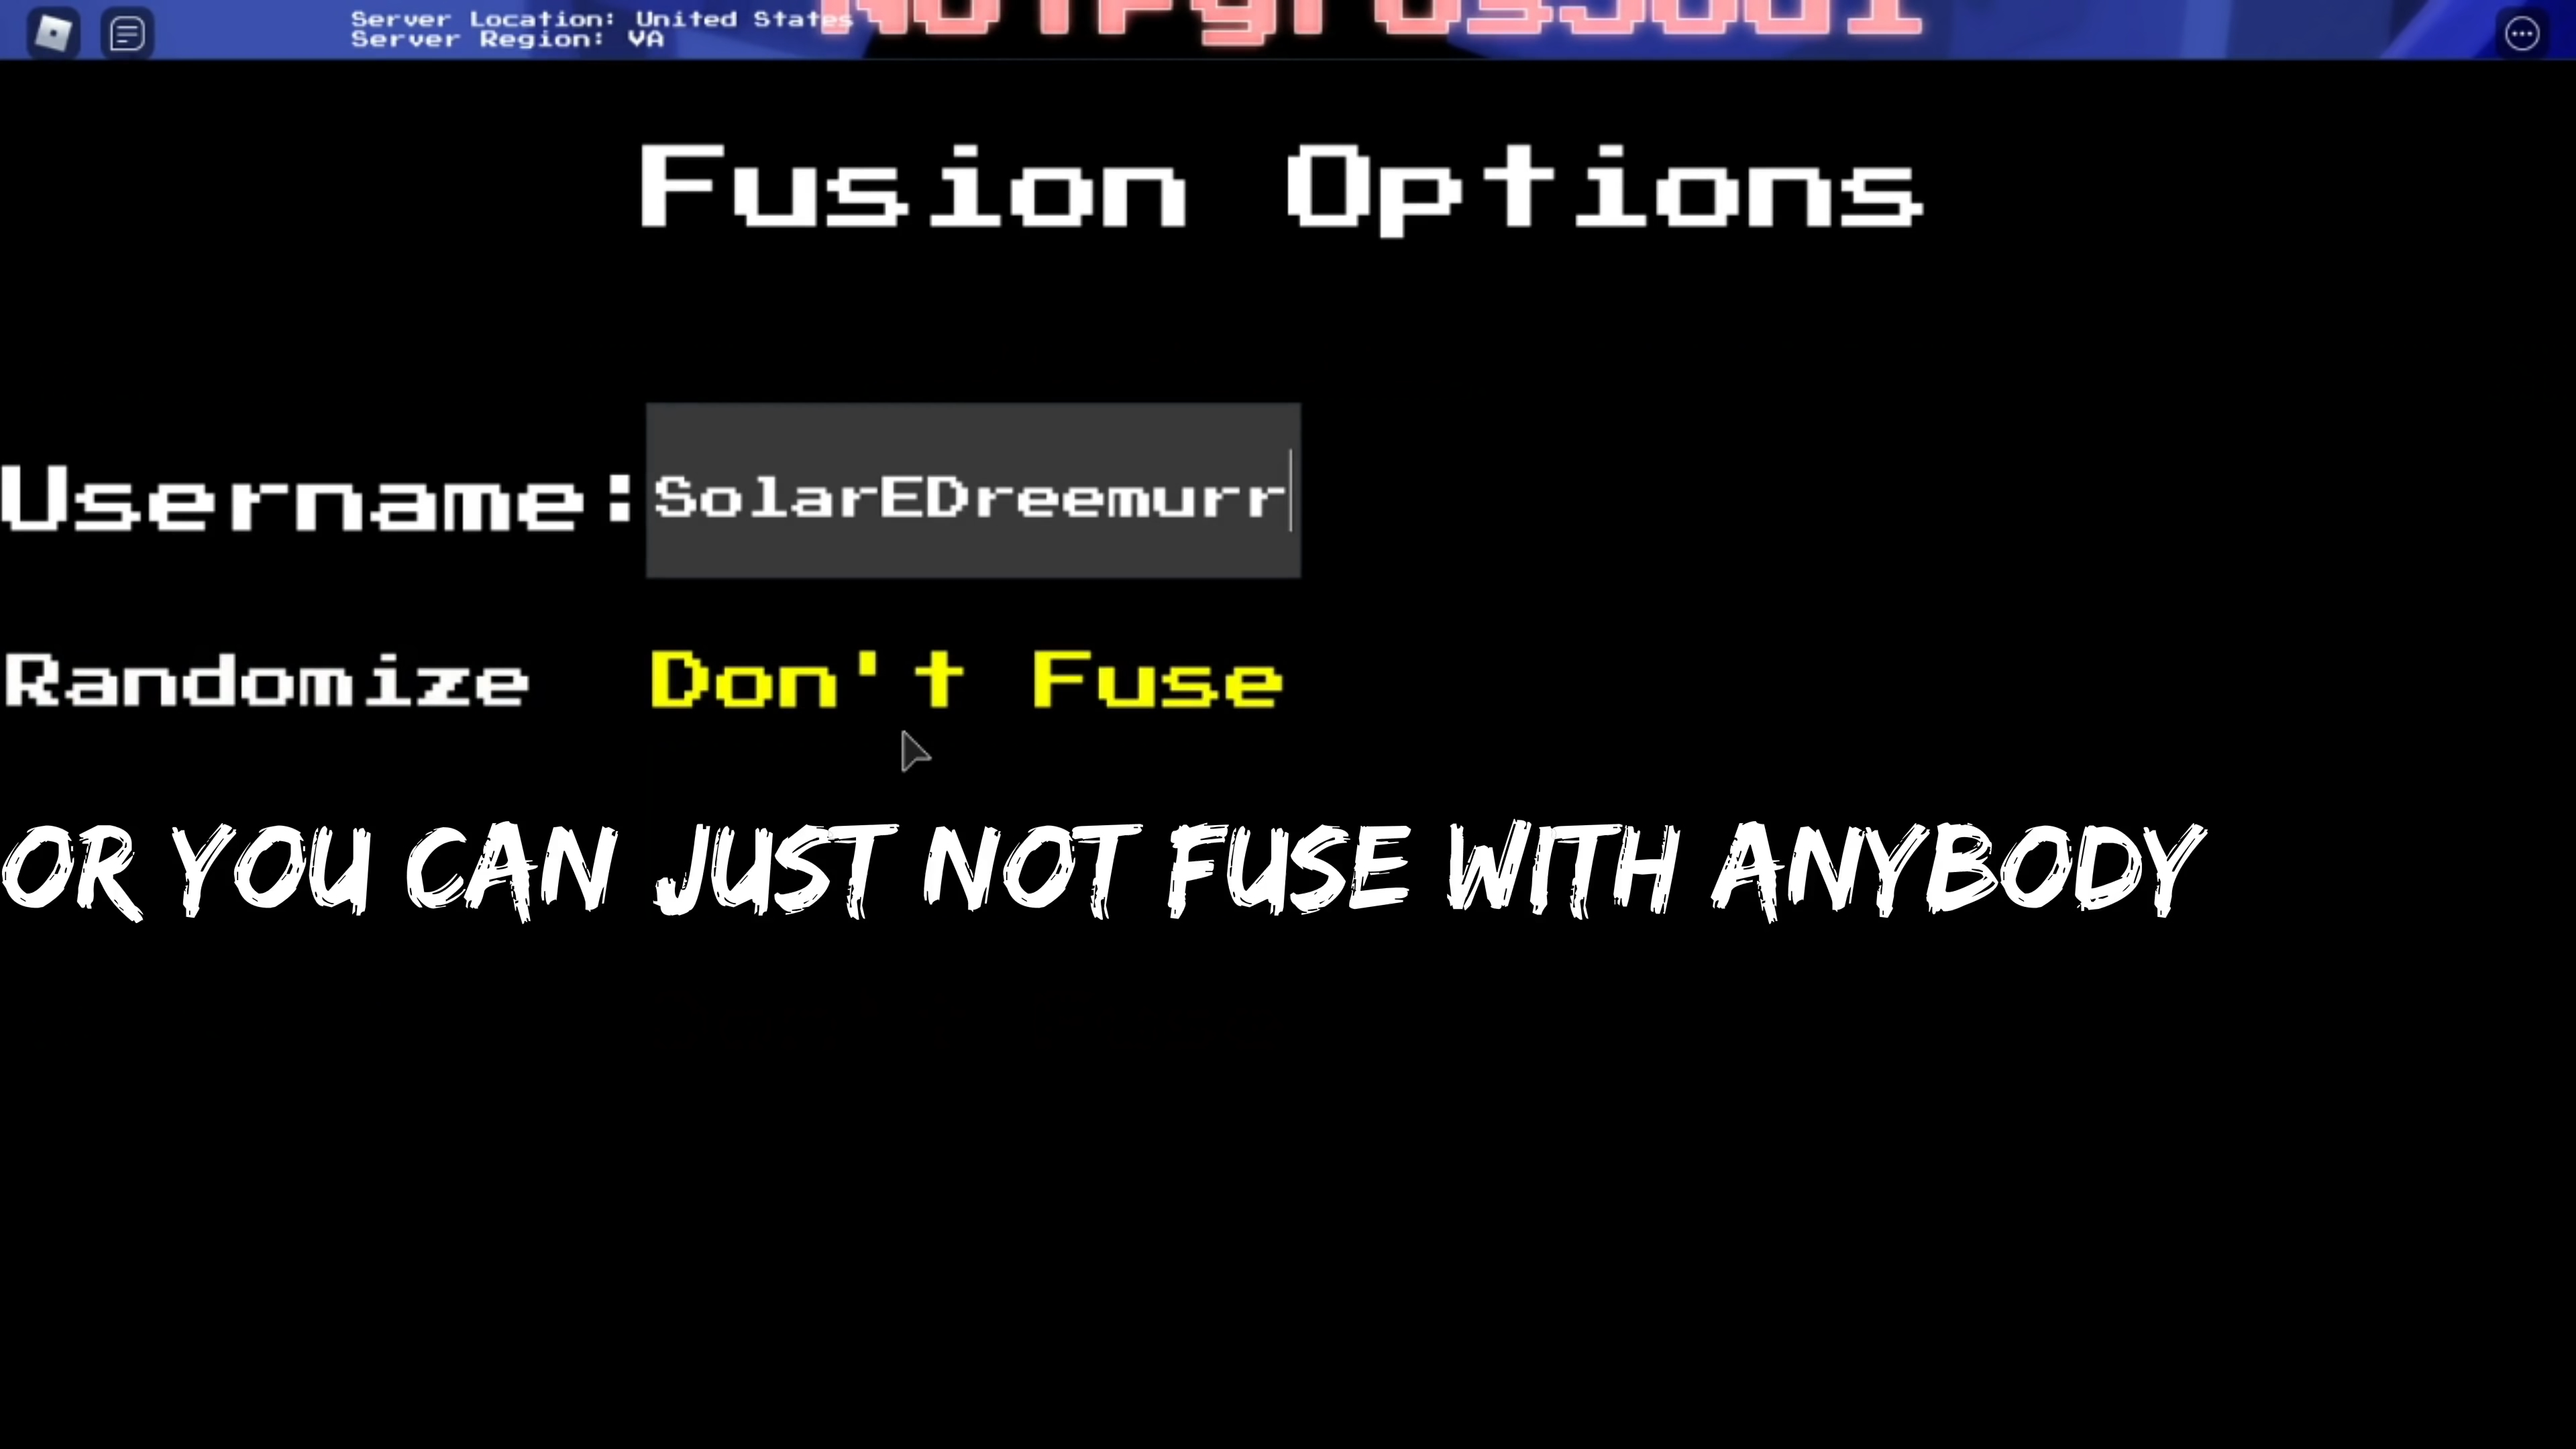 Server Location: United States
Server Region: VA
Fusion Options
Username: SolarEDreemurr
Randomize Don't Fuse
OR YOU CAN JUST NOT FUSE WITH ANYBODY